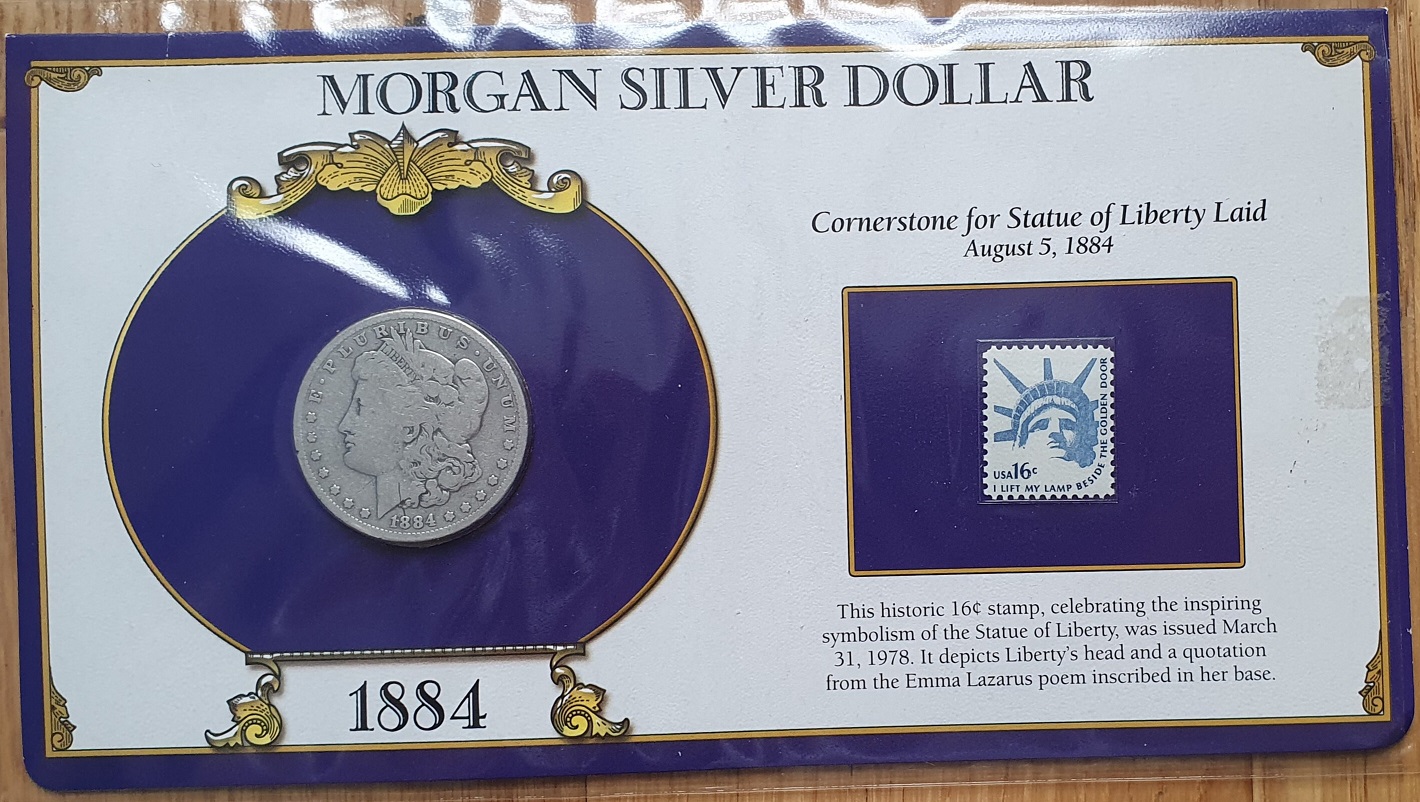 MORGAN SILVER DOLLAR
E·PLURIBUS·UNUM
LIBERTY
1884
1884
Cornerstone for Statue of Liberty Laid
August 5, 1884
USA16c
I LIFT MY LAMP BESIDE THE GOLDEN DOOR
This historic 16¢ stamp, celebrating the inspiring
symbolism of the Statue of Liberty, was issued March
31, 1978. It depicts Liberty's head and a quotation
from the Emma Lazarus poem inscribed in her base.